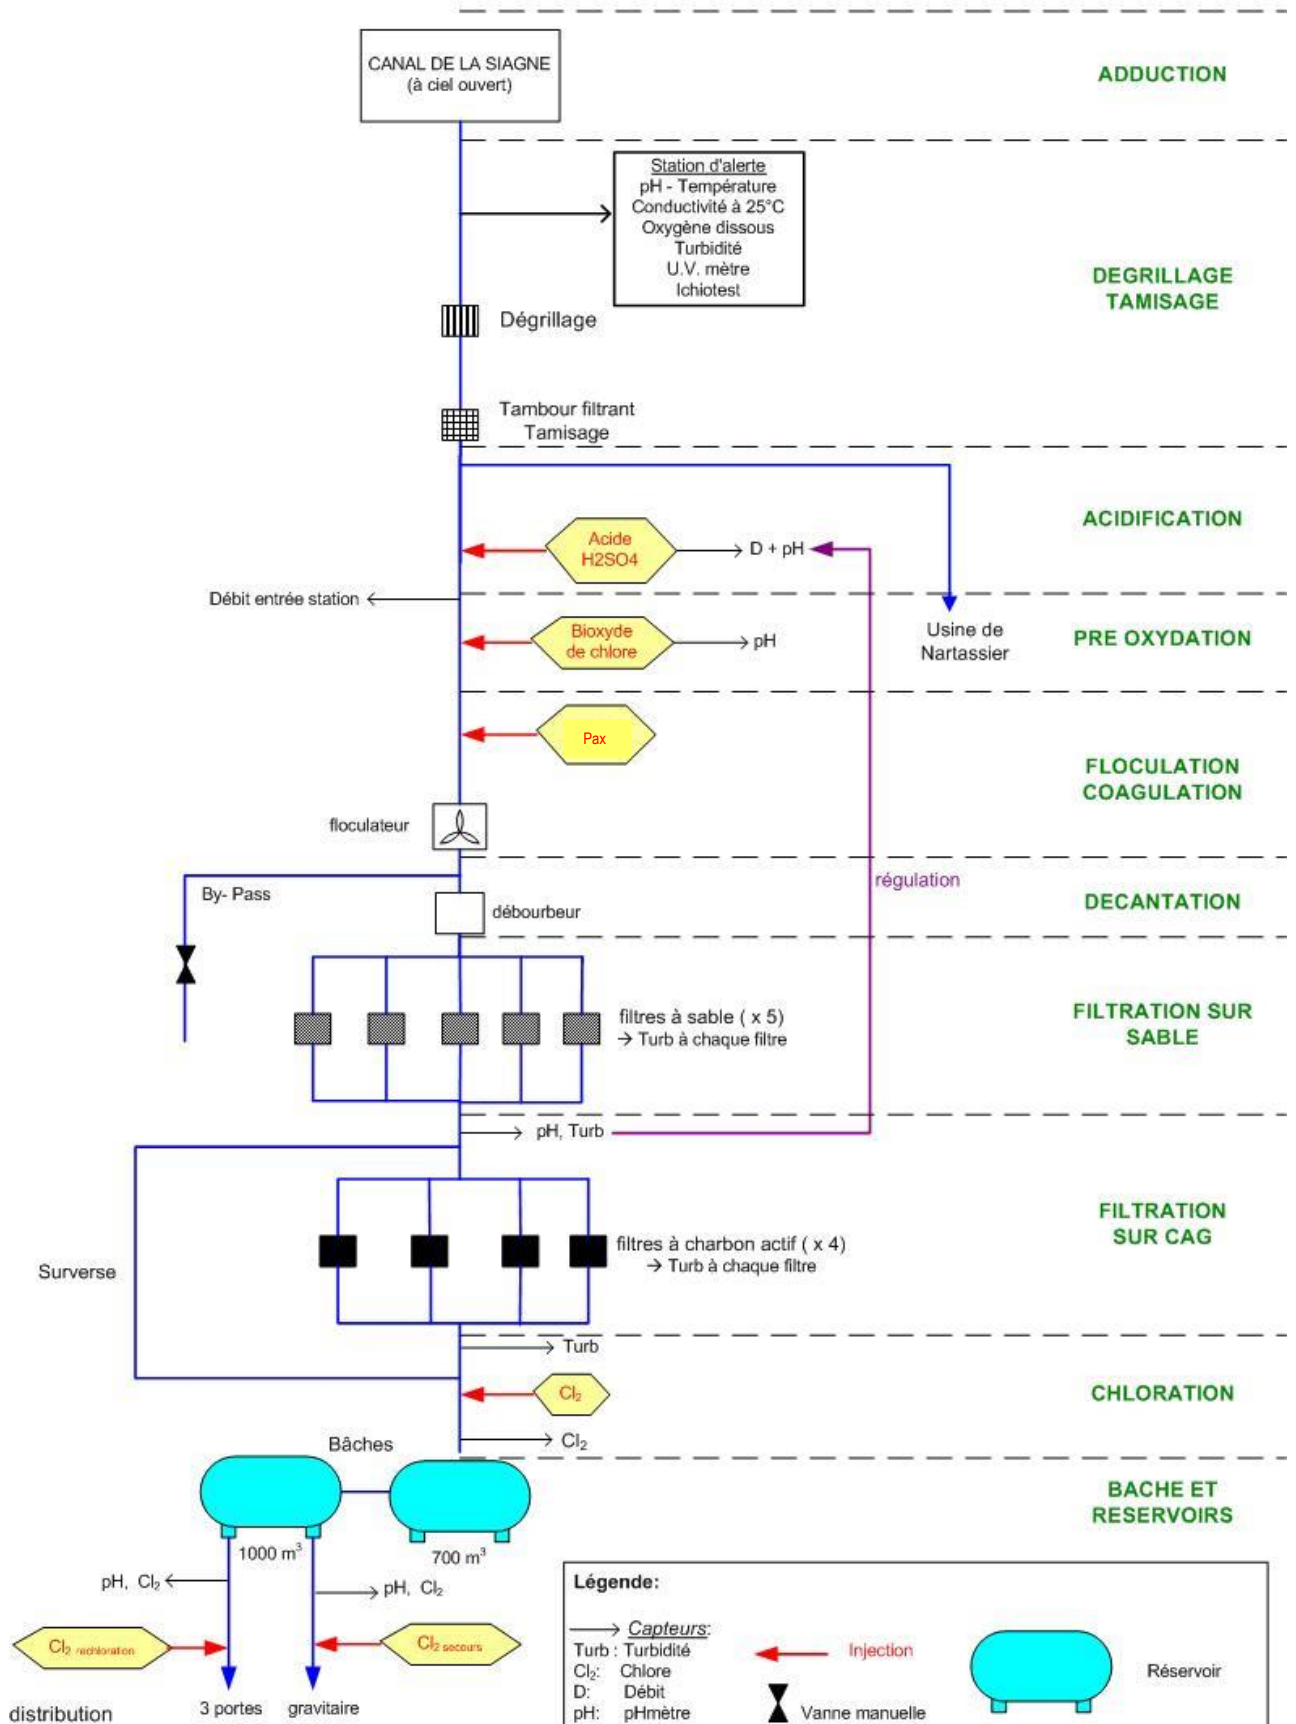 CANAL DE LA SIAGNE
(à ciel ouvert)
ADDUCTION
Station d'alerte
pH - Température
Conductivité à 25°C
Oxygène dissous
Turbidité
U.V. mètre
Ichiotest
DEGRILLAGE
TAMISAGE
Dégrillage
Tambour filtrant
Tamisage
ACIDIFICATION
Acide
H2SO4
D + pH
Débit entrée station
Bioxyde
de chlore
pH
Usine de
Nartassier
PRE OXYDATION
Pax
FLOCULATION
COAGULATION
floculateur
By- Pass
débourbeur
régulation
DECANTATION
filtres à sable ( x 5)
→ Turb à chaque filtre
FILTRATION SUR
SABLE
pH, Turb
FILTRATION
SUR CAG
filtres à charbon actif ( x 4)
→ Turb à chaque filtre
Surverse
Turb
Cl₂
CHLORATION
Cl₂
Bâches
BACHE ET
RESERVOIRS
1000 m³
700 m³
pH, Cl₂
pH, Cl₂
Cl₂ rechloration
Cl₂ secours
distribution
3 portes
gravitaire
Légende:
Capteurs:
Turb : Turbidité
Cl₂: Chlore
D: Débit
pH: pHmètre
Injection
Vanne manuelle
Réservoir